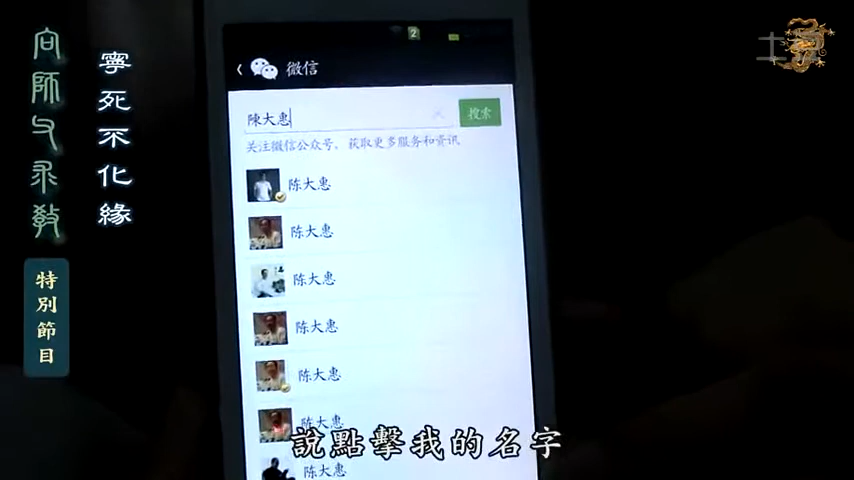 向師父求教
寧死不化緣
特別節目
2
微信
陳大惠
搜索
关注微信公众号，获取更多服务和资讯
陈大惠
陈大惠
陈大惠
陈大惠
陈大惠
陈大惠
陈大惠
說點擊我的名字